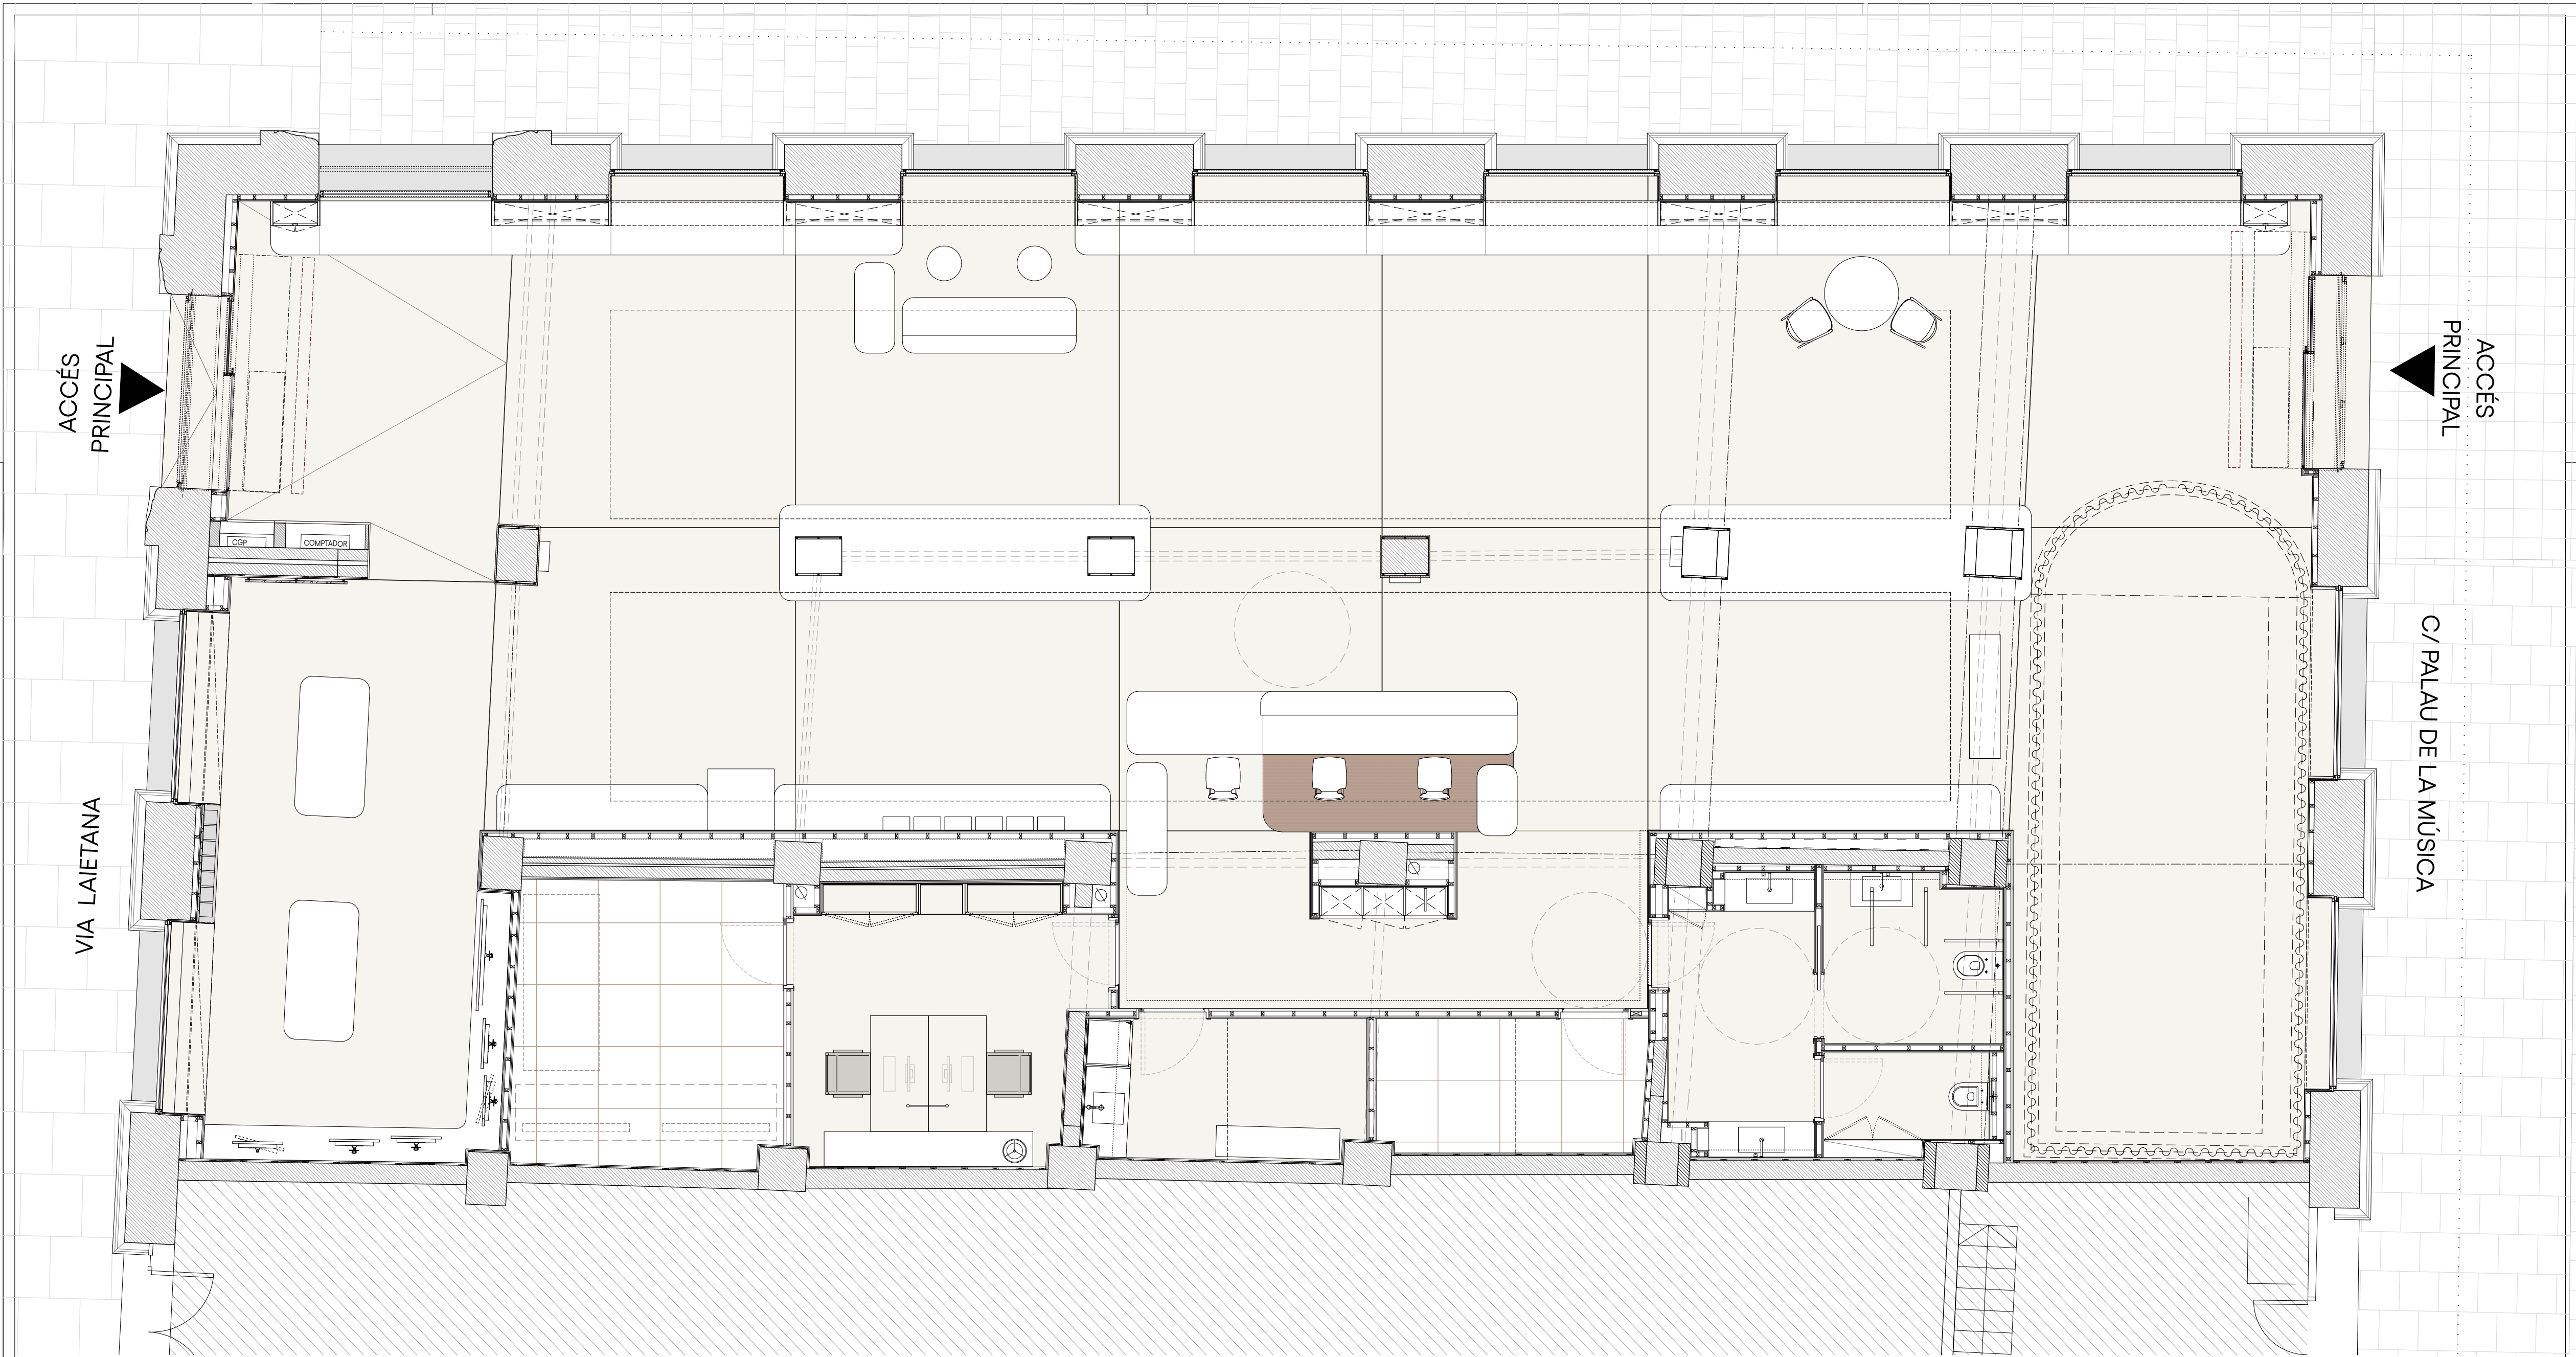 ACCÉS
PRINCIPAL
ACCÉS
PRINCIPAL
CGP
COMPTADOR
C/ PALAU DE LA MÚSICA
VIA LAIETANA